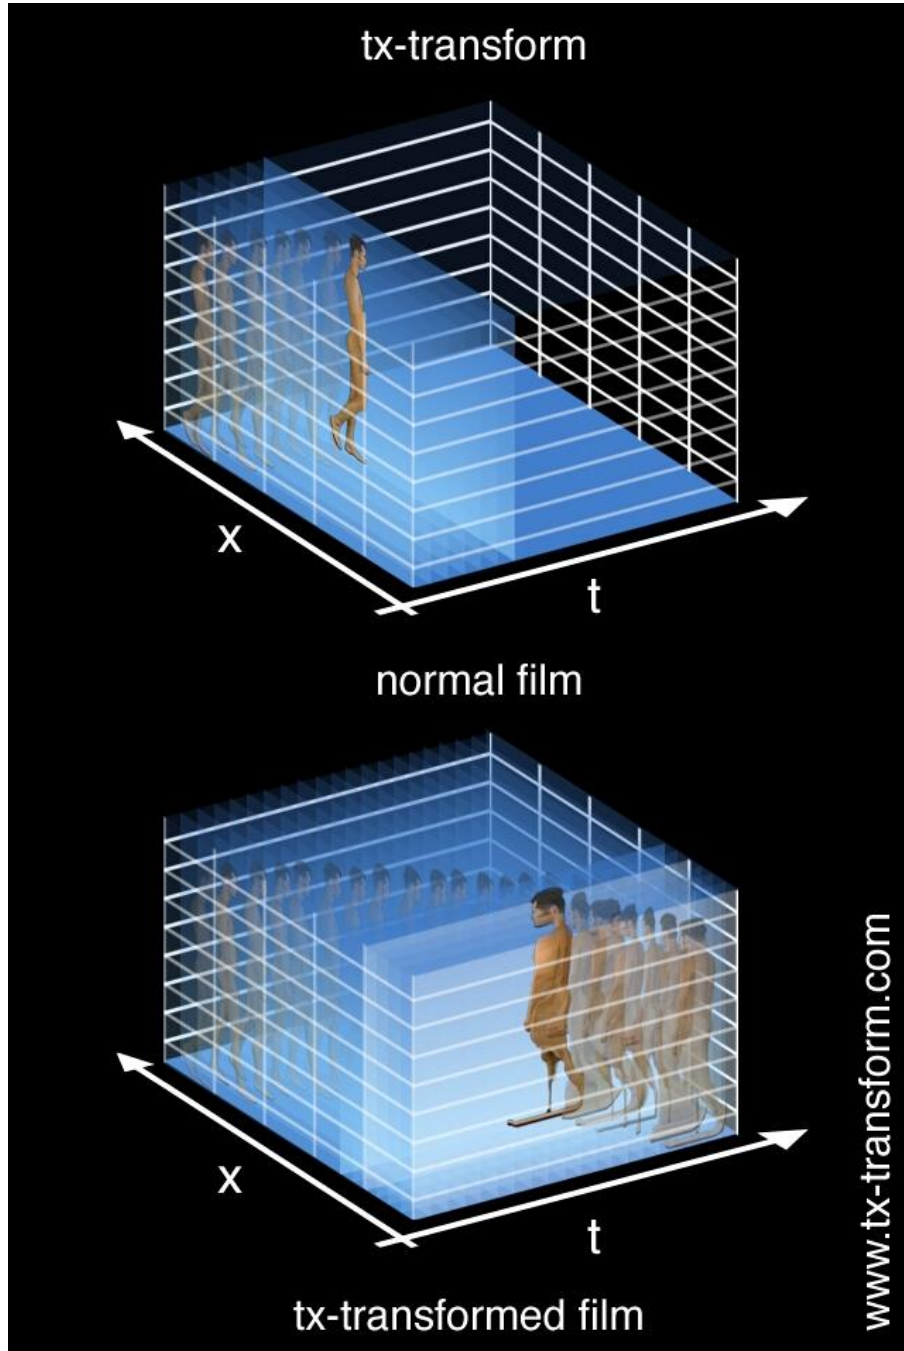 tx-transform
x
t
normal film
x
t
tx-transformed film
www.tx-transform.com